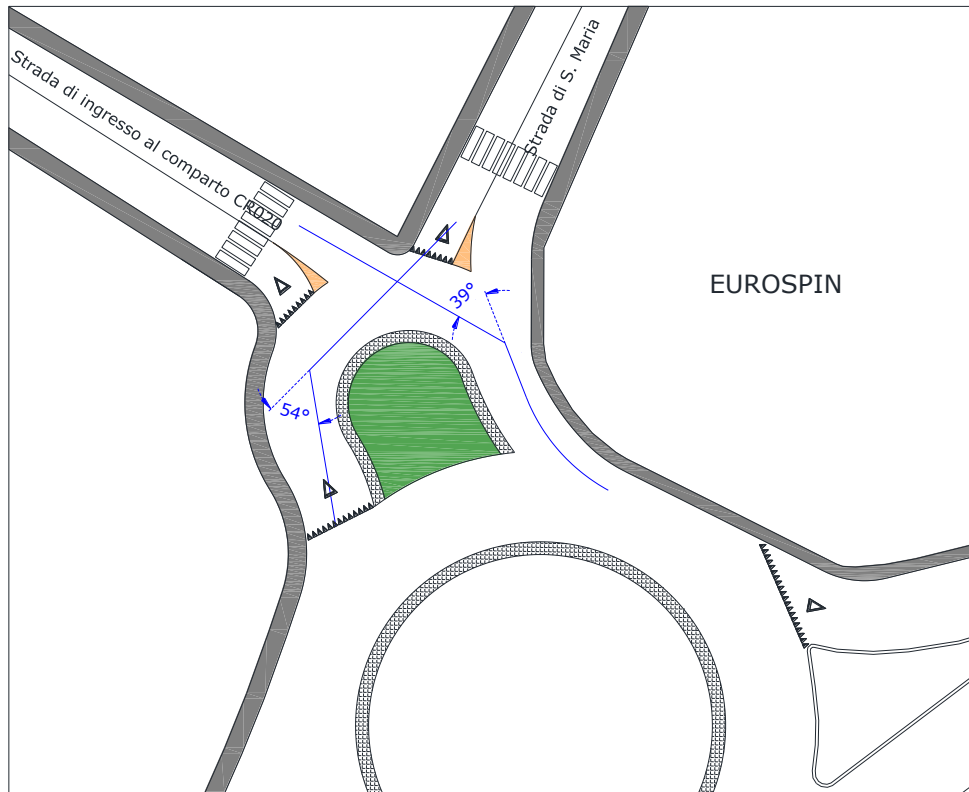 Strada di ingresso al comparto CR020
Strada di S. Maria
EUROSPIN
39°
54°